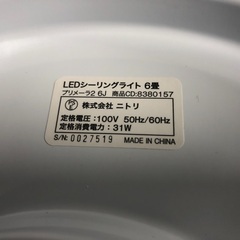 LEDシーリングライト 6畳
プリメーラ2 6J 商品CD:8380157
株式会社 ニトリ
定格電圧:100V 50Hz/60Hz
定格消費電力:31W
S/N:0027519 MADE IN CHINA